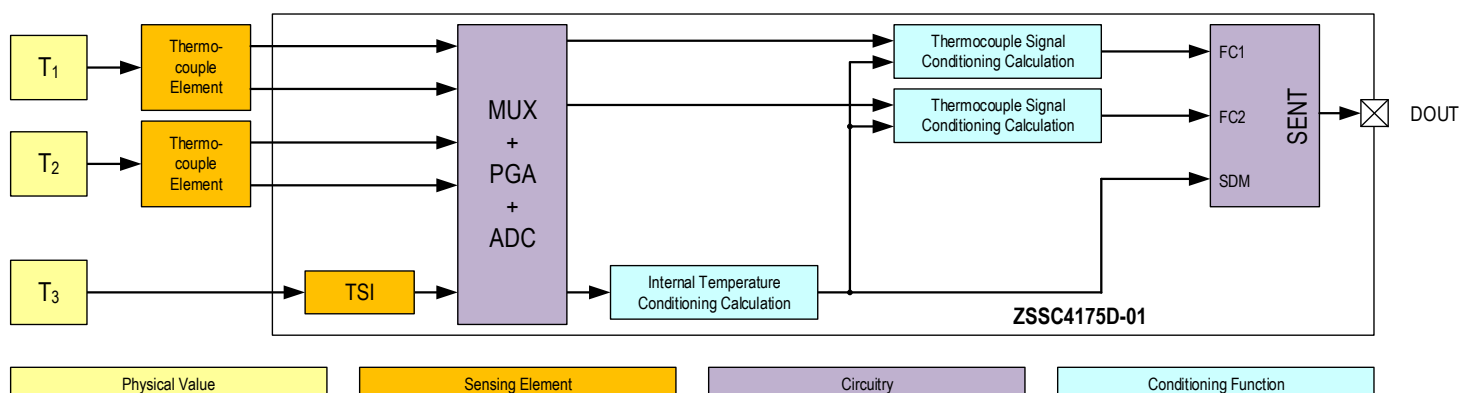 T1
Thermo-
couple
Element
T2
Thermo-
couple
Element
T3
TSI
MUX
+
PGA
+
ADC
Internal Temperature
Conditioning Calculation
Thermocouple Signal
Conditioning Calculation
Thermocouple Signal
Conditioning Calculation
FC1
FC2
SDM
SENT
DOUT
ZSSC4175D-01
Physical Value
Sensing Element
Circuitry
Conditioning Function